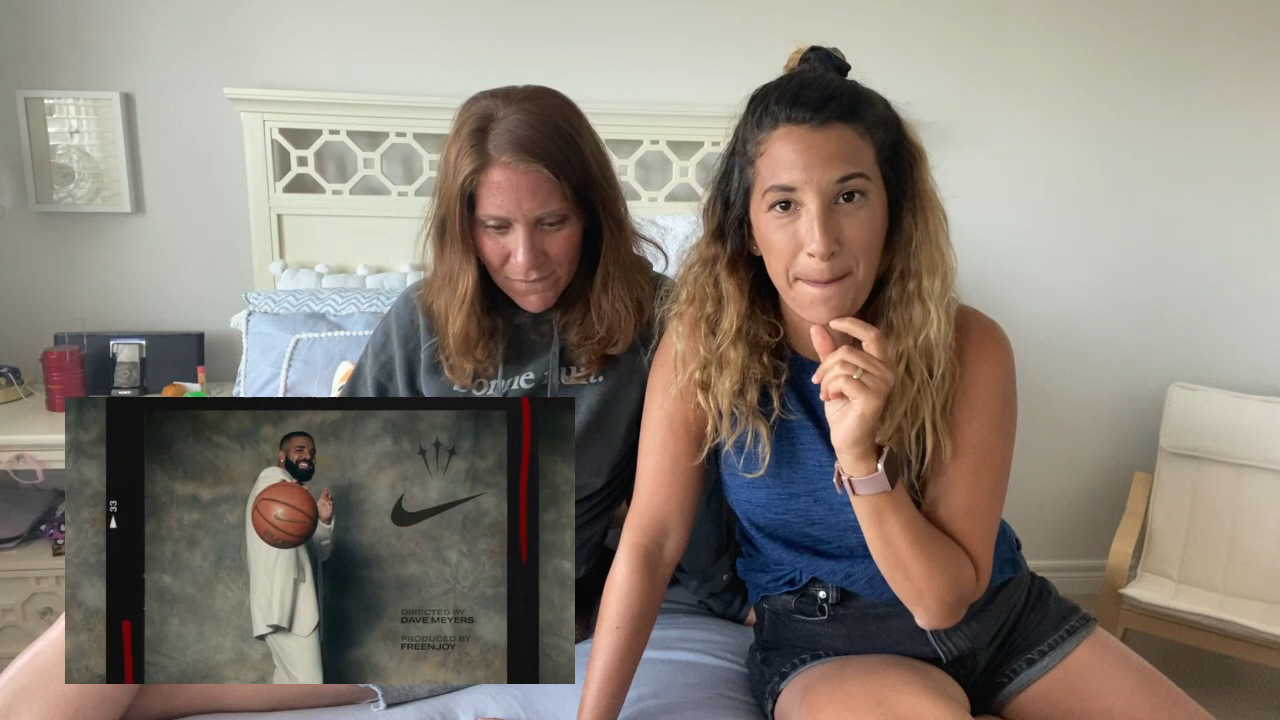 33
DIRECTED BY
DAVE MEYERS
PRODUCED BY
FREENJOY